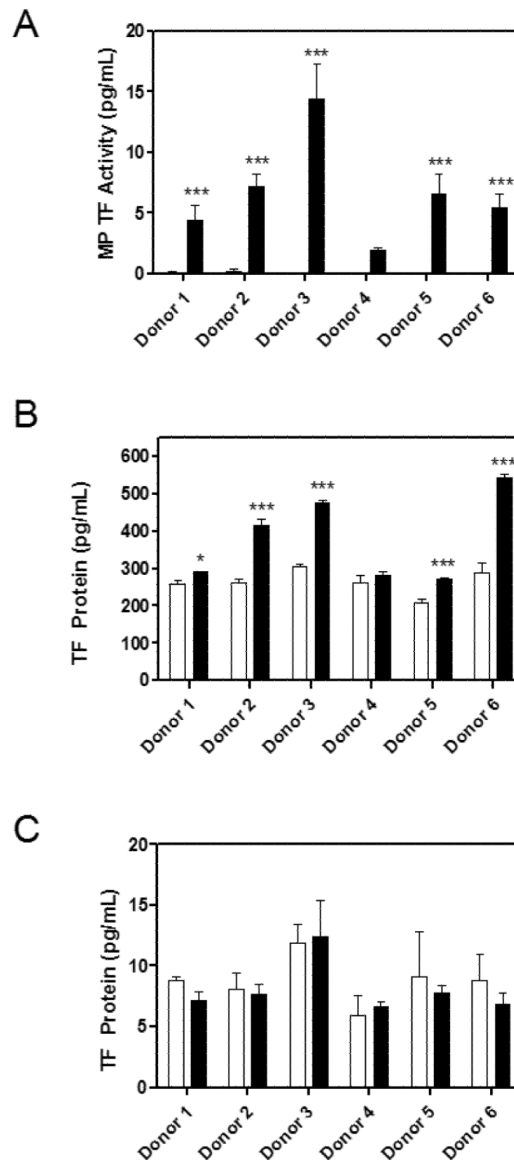 A
MP TF Activity (pg/mL)
20
15
10
5
0
***
***
***
***
***
Donor 1
Donor 2
Donor 3
Donor 4
Donor 5
Donor 6
B
TF Protein (pg/mL)
600
500
400
300
200
100
0
*
***
***
***
***
Donor 1
Donor 2
Donor 3
Donor 4
Donor 5
Donor 6
C
TF Protein (pg/mL)
20
15
10
5
0
Donor 1
Donor 2
Donor 3
Donor 4
Donor 5
Donor 6